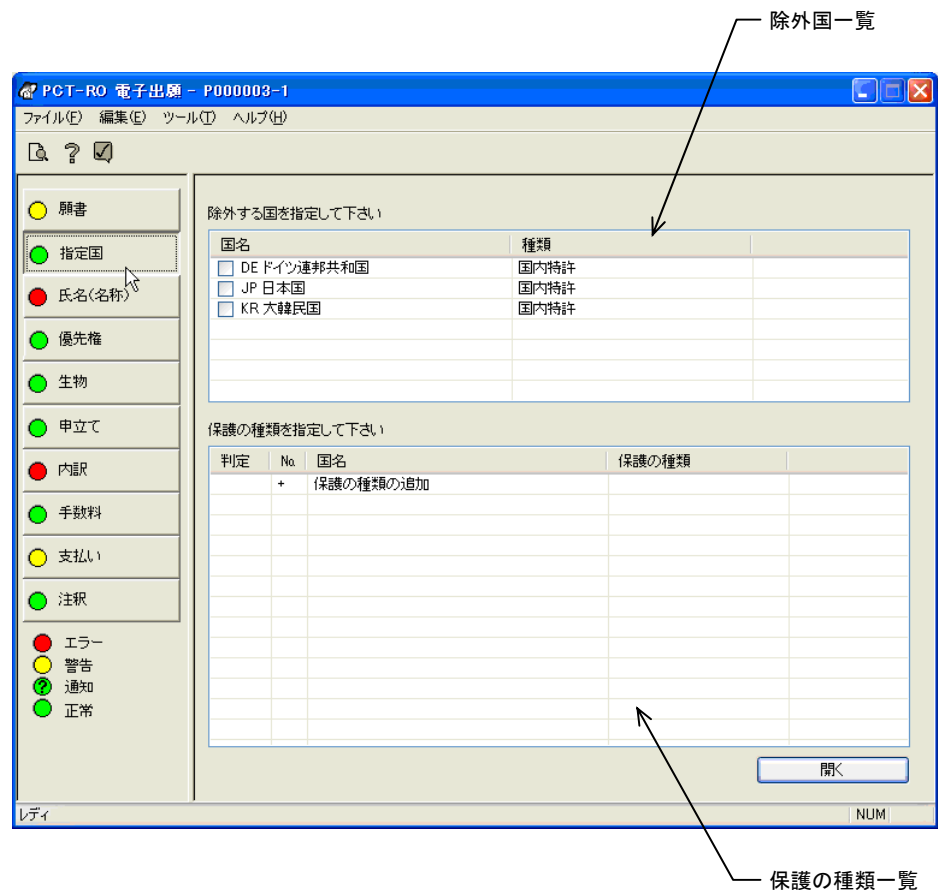 除外国一覧
PCT-RO 電子出願 - P000003-1
ファイル(F) 編集(E) ツール(T) ヘルプ(H)
願書
指定国
氏名(名称)
優先権
生物
申立て
内訳
手数料
支払い
注釈
エラー
警告
通知
正常
除外する国を指定して下さい
国名 種類
DE ドイツ連邦共和国 国内特許
JP 日本国 国内特許
KR 大韓民国 国内特許
保護の種類を指定して下さい
判定 No. 国名 保護の種類
+ 保護の種類の追加
開く
レディ NUM
保護の種類一覧